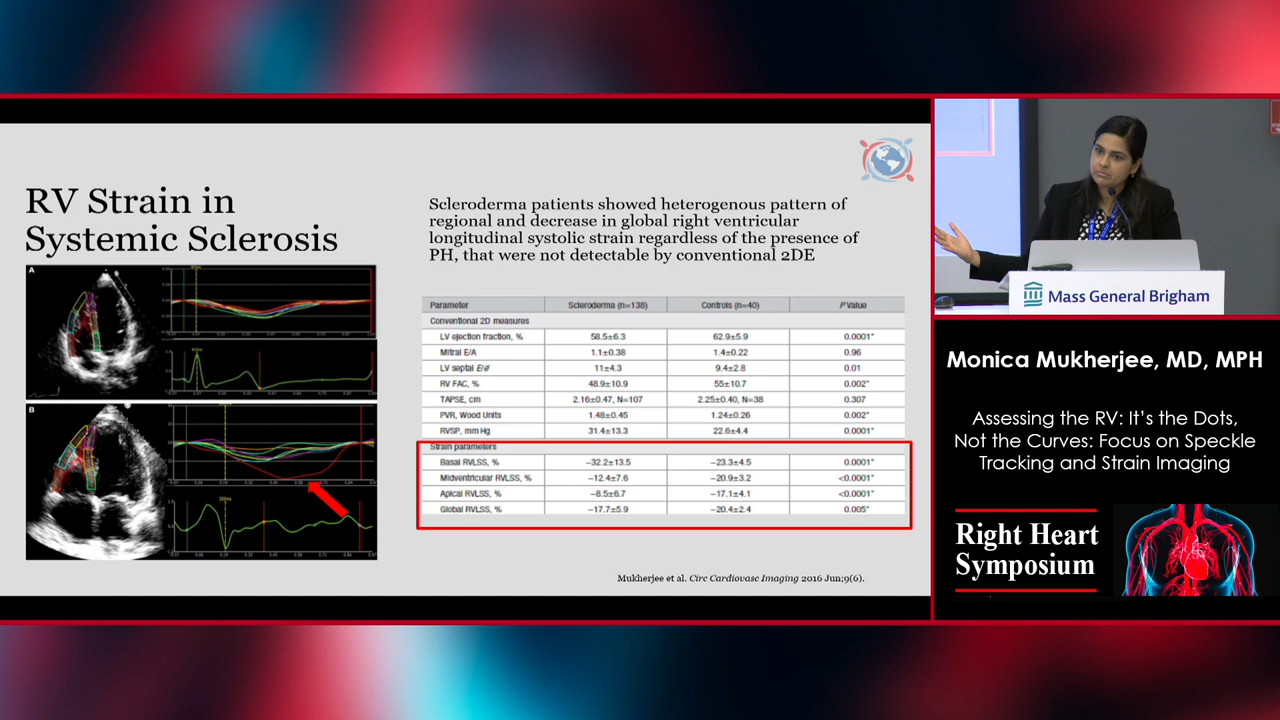 RV Strain in
Systemic Sclerosis
A
B
Scleroderma patients showed heterogenous pattern of
regional and decrease in global right ventricular
longitudinal systolic strain regardless of the presence of
PH, that were not detectable by conventional 2DE
Parameter Scleroderma (n=138) Controls (n=40) P Value
Conventional 2D measures
LV ejection fraction, % 58.5±6.3 62.9±5.9 0.0001*
Mitral E/A 1.1±0.38 1.4±0.22 0.96
LV septal E/e′ 11±4.3 9.4±2.8 0.01
RV FAC, % 48.9±10.9 55±10.7 0.002*
TAPSE, cm 2.16±0.47, N=107 2.25±0.40, N=38 0.307
PVR, Wood Units 1.48±0.45 1.24±0.26 0.002*
RVSP, mm Hg 31.4±13.3 22.6±4.4 0.0001*
Strain parameters
Basal RVLSS, % −32.2±13.5 −23.3±4.5 0.0001*
Midventricular RVLSS, % −12.4±7.6 −20.9±3.2 <0.0001*
Apical RVLSS, % −8.5±6.7 −17.1±4.1 <0.0001*
Global RVLSS, % −17.7±5.9 −20.4±2.4 0.005*
Mukherjee et al. Circ Cardiovasc Imaging 2016 Jun;9(6).
Mass General Brigham
Monica Mukherjee, MD, MPH
Assessing the RV: It's the Dots,
Not the Curves: Focus on Speckle
Tracking and Strain Imaging
Right Heart
Symposium